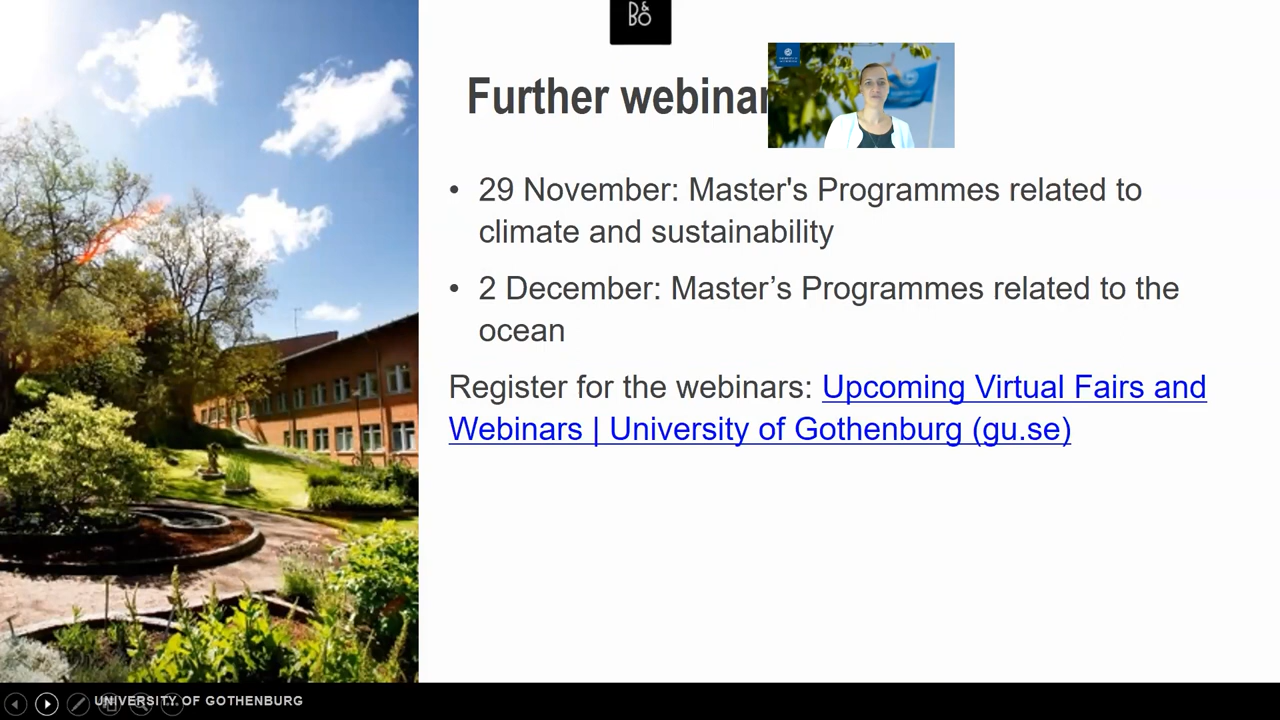 B&O
Further webinar
• 29 November: Master's Programmes related to
climate and sustainability
• 2 December: Master’s Programmes related to the
ocean
Register for the webinars: Upcoming Virtual Fairs and
Webinars | University of Gothenburg (gu.se)
UNIVERSITY OF GOTHENBURG